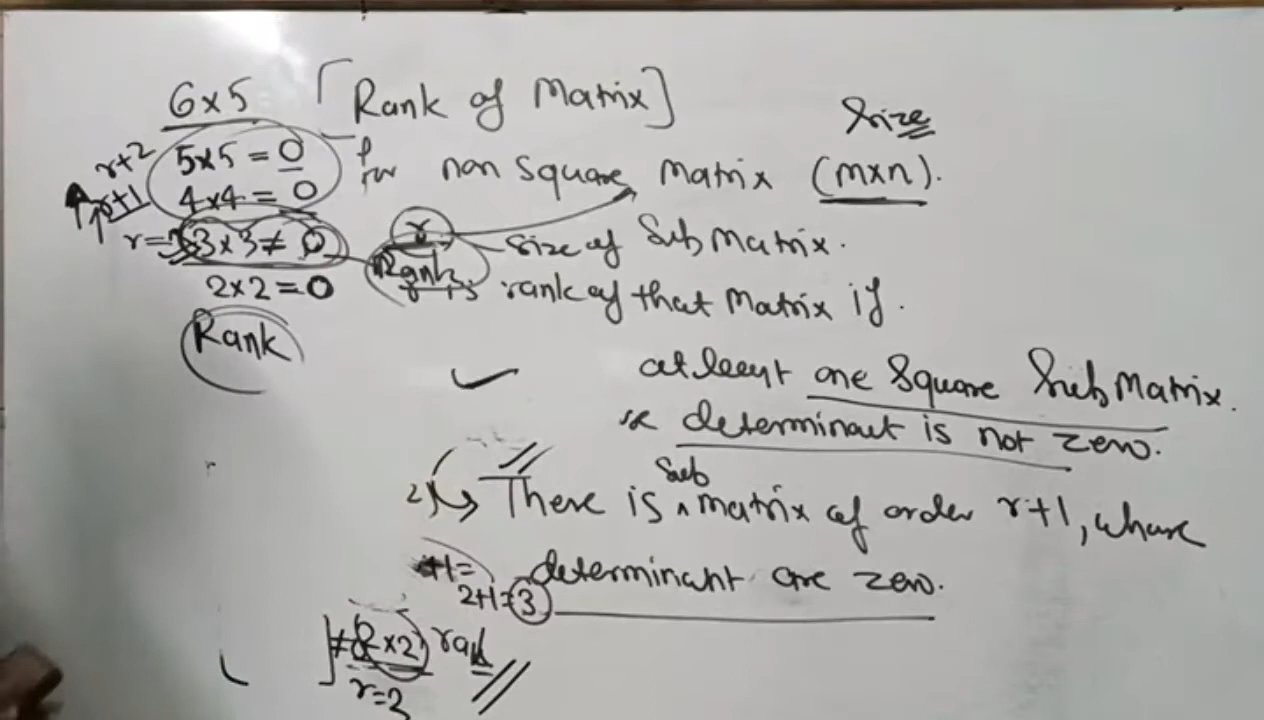 6x5 [Rank of Matrix]
Size
r+2 5x5 = 0 for non Square Matrix (mxn).
r+1 4x4 = 0
r=3 3x3 ≠ 0 r - Size of Sub Matrix.
2x2 = 0 Rank rank of that Matrix if.
Rank
at least one Square Sub Matrix.
determinant is not zero.
Sub
2) There is ^ matrix of order r+1, where
+1=
determinant are zero.
2+1=3
] ≠ (2x2) rank
r=2